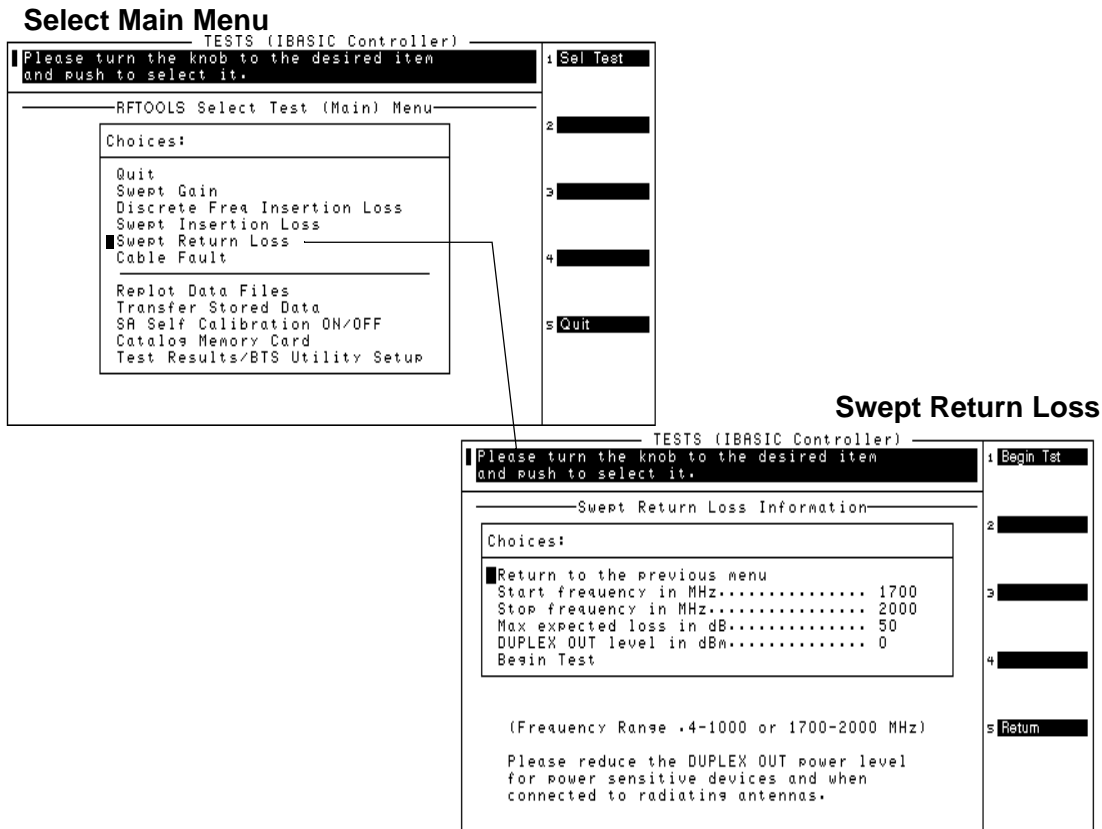 Select Main Menu
TESTS (IBASIC Controller)
Please turn the knob to the desired item
and push to select it.
1 Sel Test
RFTOOLS Select Test (Main) Menu
2
Choices:
Quit
Swept Gain
3
Discrete Freq Insertion Loss
Swept Insertion Loss
Swept Return Loss
Cable Fault
4
Replot Data Files
Transfer Stored Data
SA Self Calibration ON/OFF
5 Quit
Catalog Memory Card
Test Results/BTS Utility Setup
Swept Return Loss
TESTS (IBASIC Controller)
Please turn the knob to the desired item
and push to select it.
1 Begin Tst
Swept Return Loss Information
2
Choices:
Return to the previous menu
Start frequency in MHz............... 1700
3
Stop frequency in MHz................ 2000
Max expected loss in dB.............. 50
DUPLEX OUT level in dBm.............. 0
Begin Test
4
(Frequency Range .4-1000 or 1700-2000 MHz)
5 Return
Please reduce the DUPLEX OUT power level
for power sensitive devices and when
connected to radiating antennas.